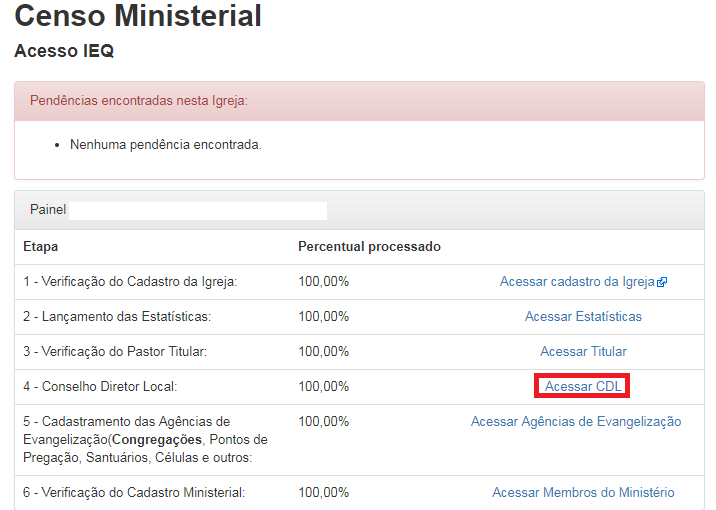 Censo Ministerial
Acesso IEQ
Pendências encontradas nesta Igreja:
• Nenhuma pendência encontrada.
Painel
Etapa Percentual processado
1 - Verificação do Cadastro da Igreja: 100,00% Acessar cadastro da Igreja
2 - Lançamento das Estatísticas: 100,00% Acessar Estatísticas
3 - Verificação do Pastor Titular: 100,00% Acessar Titular
4 - Conselho Diretor Local: 100,00% Acessar CDL
5 - Cadastramento das Agências de 100,00% Acessar Agências de Evangelização
Evangelização(Congregações, Pontos de
Pregação, Santuários, Células e outros:
6 - Verificação do Cadastro Ministerial: 100,00% Acessar Membros do Ministério